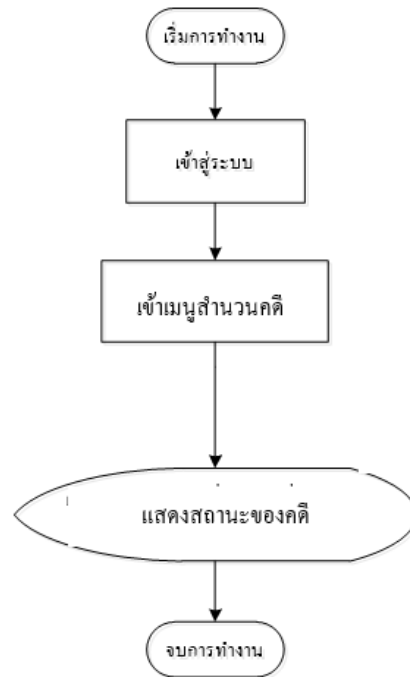 เริ่มการทำงาน
เข้าสู่ระบบ
เข้าเมนูสำนวนคดี
แสดงสถานะของคดี
จบการทำงาน